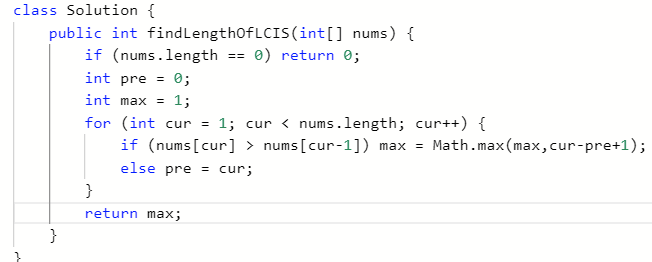 class Solution {
    public int findLengthOfLCIS(int[] nums) {
        if (nums.length == 0) return 0;
        int pre = 0;
        int max = 1;
        for (int cur = 1; cur < nums.length; cur++) {
            if (nums[cur] > nums[cur-1]) max = Math.max(max,cur-pre+1);
            else pre = cur;
        }
        return max;
    }
}